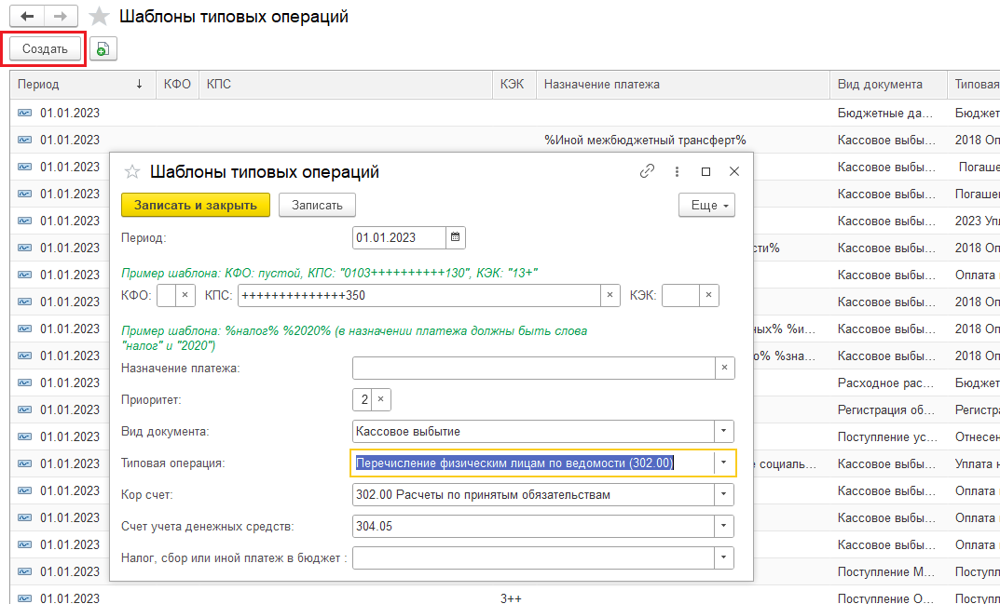 Шаблоны типовых операций
Создать
Период ↓ КФО КПС КЭК Назначение платежа Вид документа Типовая
01.01.2023 Бюджетные да... Бюджет
01.01.2023 %Иной межбюджетный трансферт% Кассовое выбы... 2018 Оп
01.01.2023 Кассовое выбы... Погаше
01.01.2023 Кассовое выбы... Погаше
01.01.2023 Кассовое выбы... 2023 Упл
01.01.2023 сти% Кассовое выбы... 2018 Оп
01.01.2023 Кассовое выбы... Оплата
01.01.2023 Кассовое выбы... 2018 Оп
01.01.2023 ных% %и... Кассовое выбы... 2018 Оп
01.01.2023 о% %зна... Кассовое выбы... 2018 Оп
01.01.2023 Расходное рас... Бюджет
01.01.2023 Регистрация об... Регистр
01.01.2023 Поступление ус... Отнесен
01.01.2023 е социаль... Кассовое выбы... Уплата н
01.01.2023 Кассовое выбы... Оплата
01.01.2023 Кассовое выбы... Оплата
01.01.2023 Кассовое выбы... Оплата
01.01.2023 Поступление М... Поступл
01.01.2023 3++ Поступление О... Поступл
Шаблоны типовых операций
Записать и закрыть Записать Еще
Период: 01.01.2023
Пример шаблона: КФО: пустой, КПС: "0103++++++++++130", КЭК: "13+"
КФО: × КПС: ++++++++++++++350 × КЭК: ×
Пример шаблона: %налог% %2020% (в назначении платежа должны быть слова
"налог" и "2020")
Назначение платежа: ×
Приоритет: 2 ×
Вид документа: Кассовое выбытие
Типовая операция: Перечисление физическим лицам по ведомости (302.00)
Кор счет: 302.00 Расчеты по принятым обязательствам
Счет учета денежных средств: 304.05
Налог, сбор или иной платеж в бюджет :